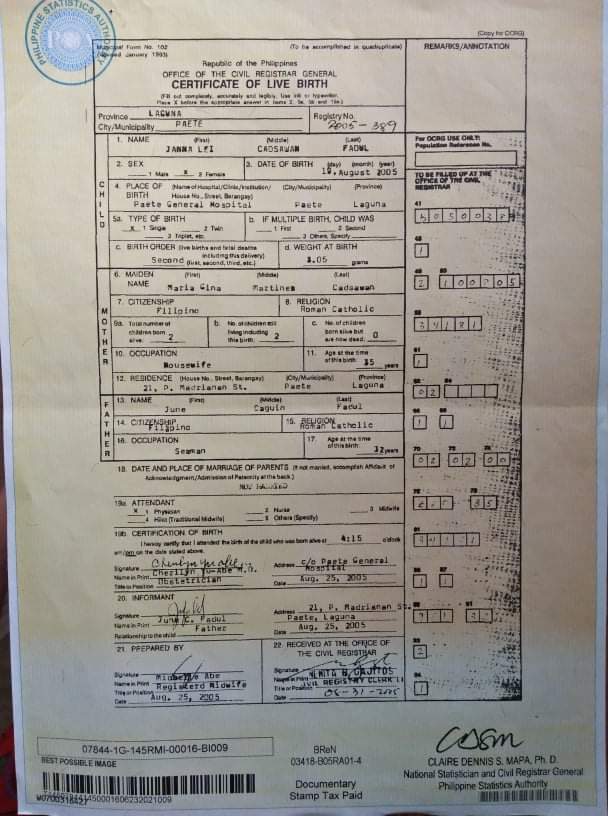 PHILIPPINE STATISTICS AUTHORITY
(Copy for OCRG)
Municipal Form No. 102
(Revised January 1993)
(To be accomplished in quadruplicate)
REMARKS/ANNOTATION
Republic of the Philippines
OFFICE OF THE CIVIL REGISTRAR GENERAL
CERTIFICATE OF LIVE BIRTH
(Fill out completely, accurately and legibly. Use ink or typewriter.
Place X before the appropriate answer in items 2, 5a, 5b and 19a.)
Province LAGUNA
City/Municipality PAETE
Registry No. 2005-389
FOR OCRG USE ONLY:
Population Reference No.
TO BE FILLED UP AT THE
OFFICE OF THE CIVIL
REGISTRAR
CHILD
1. NAME (First) (Middle) (Last)
JANNA LEI CADSAWAN FADUL
2. SEX
1 Male X 2 Female
3. DATE OF BIRTH (day) (month) (year)
August 2005
4. PLACE OF BIRTH (Name of Hospital/Clinic/Institution/ House No., Street, Barangay) (City/Municipality) (Province)
Paete General Hospital Paete Laguna
5a. TYPE OF BIRTH
X 1 Single 2 Twin
3 Triplet, etc.
b. IF MULTIPLE BIRTH, CHILD WAS
1 First 2 Second
3 Others, Specify
c. BIRTH ORDER (live births and fetal deaths including this delivery)
Second (first, second, third, etc.)
d. WEIGHT AT BIRTH
.05 grams
MOTHER
6. MAIDEN NAME (First) (Middle) (Last)
Maria Gina Martines Cadsawan
7. CITIZENSHIP
Filipino
8. RELIGION
Roman Catholic
9a. Total number of children born alive: 2
b. No. of children still living including this birth: 2
c. No. of children born alive but are now dead: 0
10. OCCUPATION
Housewife
11. Age at the time of this birth: 35 years
12. RESIDENCE (House No., Street, Barangay) (City/Municipality) (Province)
21, P. Madrianan St. Paete Laguna
FATHER
13. NAME (First) (Middle) (Last)
June Caguin Fadul
14. CITIZENSHIP
Filipino
15. RELIGION
Roman Catholic
16. OCCUPATION
Seaman
17. Age at the time of this birth: 32 years
18. DATE AND PLACE OF MARRIAGE OF PARENTS (If not married, accomplish Affidavit of
Acknowledgment/Admission of Paternity at the back.)
NOT MARRIED
19a. ATTENDANT
X 1 Physician 2 Nurse 3 Midwife
4 Hilot (Traditional Midwife) 5 Others (Specify)
19b. CERTIFICATION OF BIRTH
I hereby certify that I attended the birth of the child who was born alive at 4:15 o'clock
am/pm on the date stated above.
Signature
Name in Print Cherilyn Yu-Abe M.D.
Title or Position Obstetrician
Address c/o Paete General
Hospital
Date Aug. 25, 2005
20. INFORMANT
Signature
Name in Print June C. Fadul
Relationship to the child Father
Address 21, P. Madrianan St.
Paete, Laguna
Date Aug. 25, 2005
21. PREPARED BY
Signature
Name in Print Abe
Title or Position Registered Midwife
Date Aug. 25, 2005
22. RECEIVED AT THE OFFICE OF
THE CIVIL REGISTRAR
Signature
Name in Print
Title or Position CIVIL REGISTRY CLERK II
Date 08-31-2005
07844-1G-145RMI-00016-BI009
BEST POSSIBLE IMAGE
BReN
03418-B05RA01-4
Documentary
Stamp Tax Paid
CLAIRE DENNIS S. MAPA, Ph. D.
National Statistician and Civil Registrar General
Philippine Statistics Authority